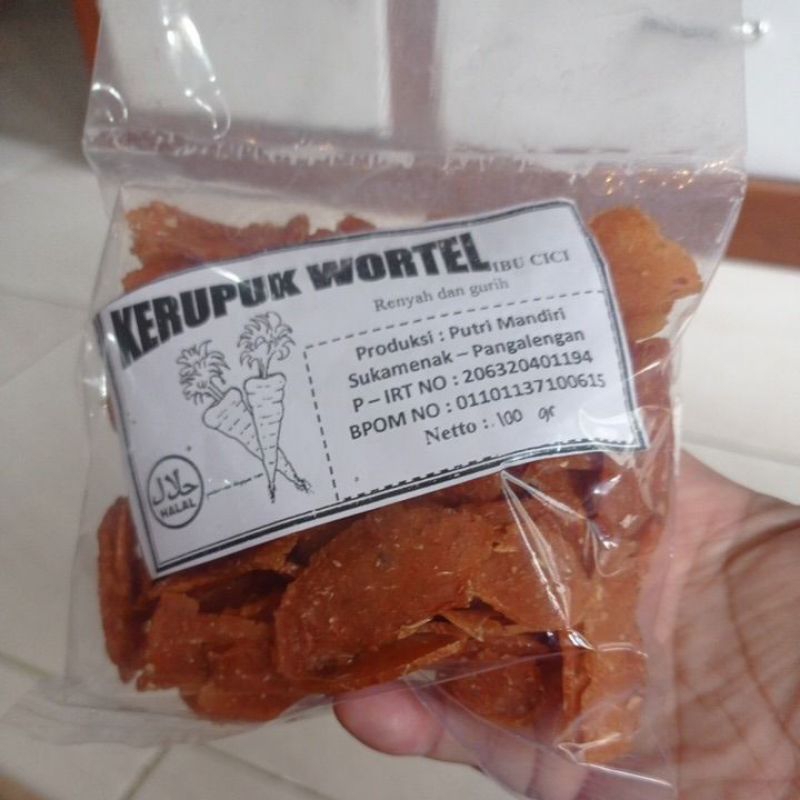 KERUPUK WORTEL IBU CICI
Renyah dan gurih
Produksi : Putri Mandiri
Sukamenak – Pangalengan
P – IRT NO : 206320401194
BPOM NO : 01101137100615
Netto : 100 gr
حلال
HALAL